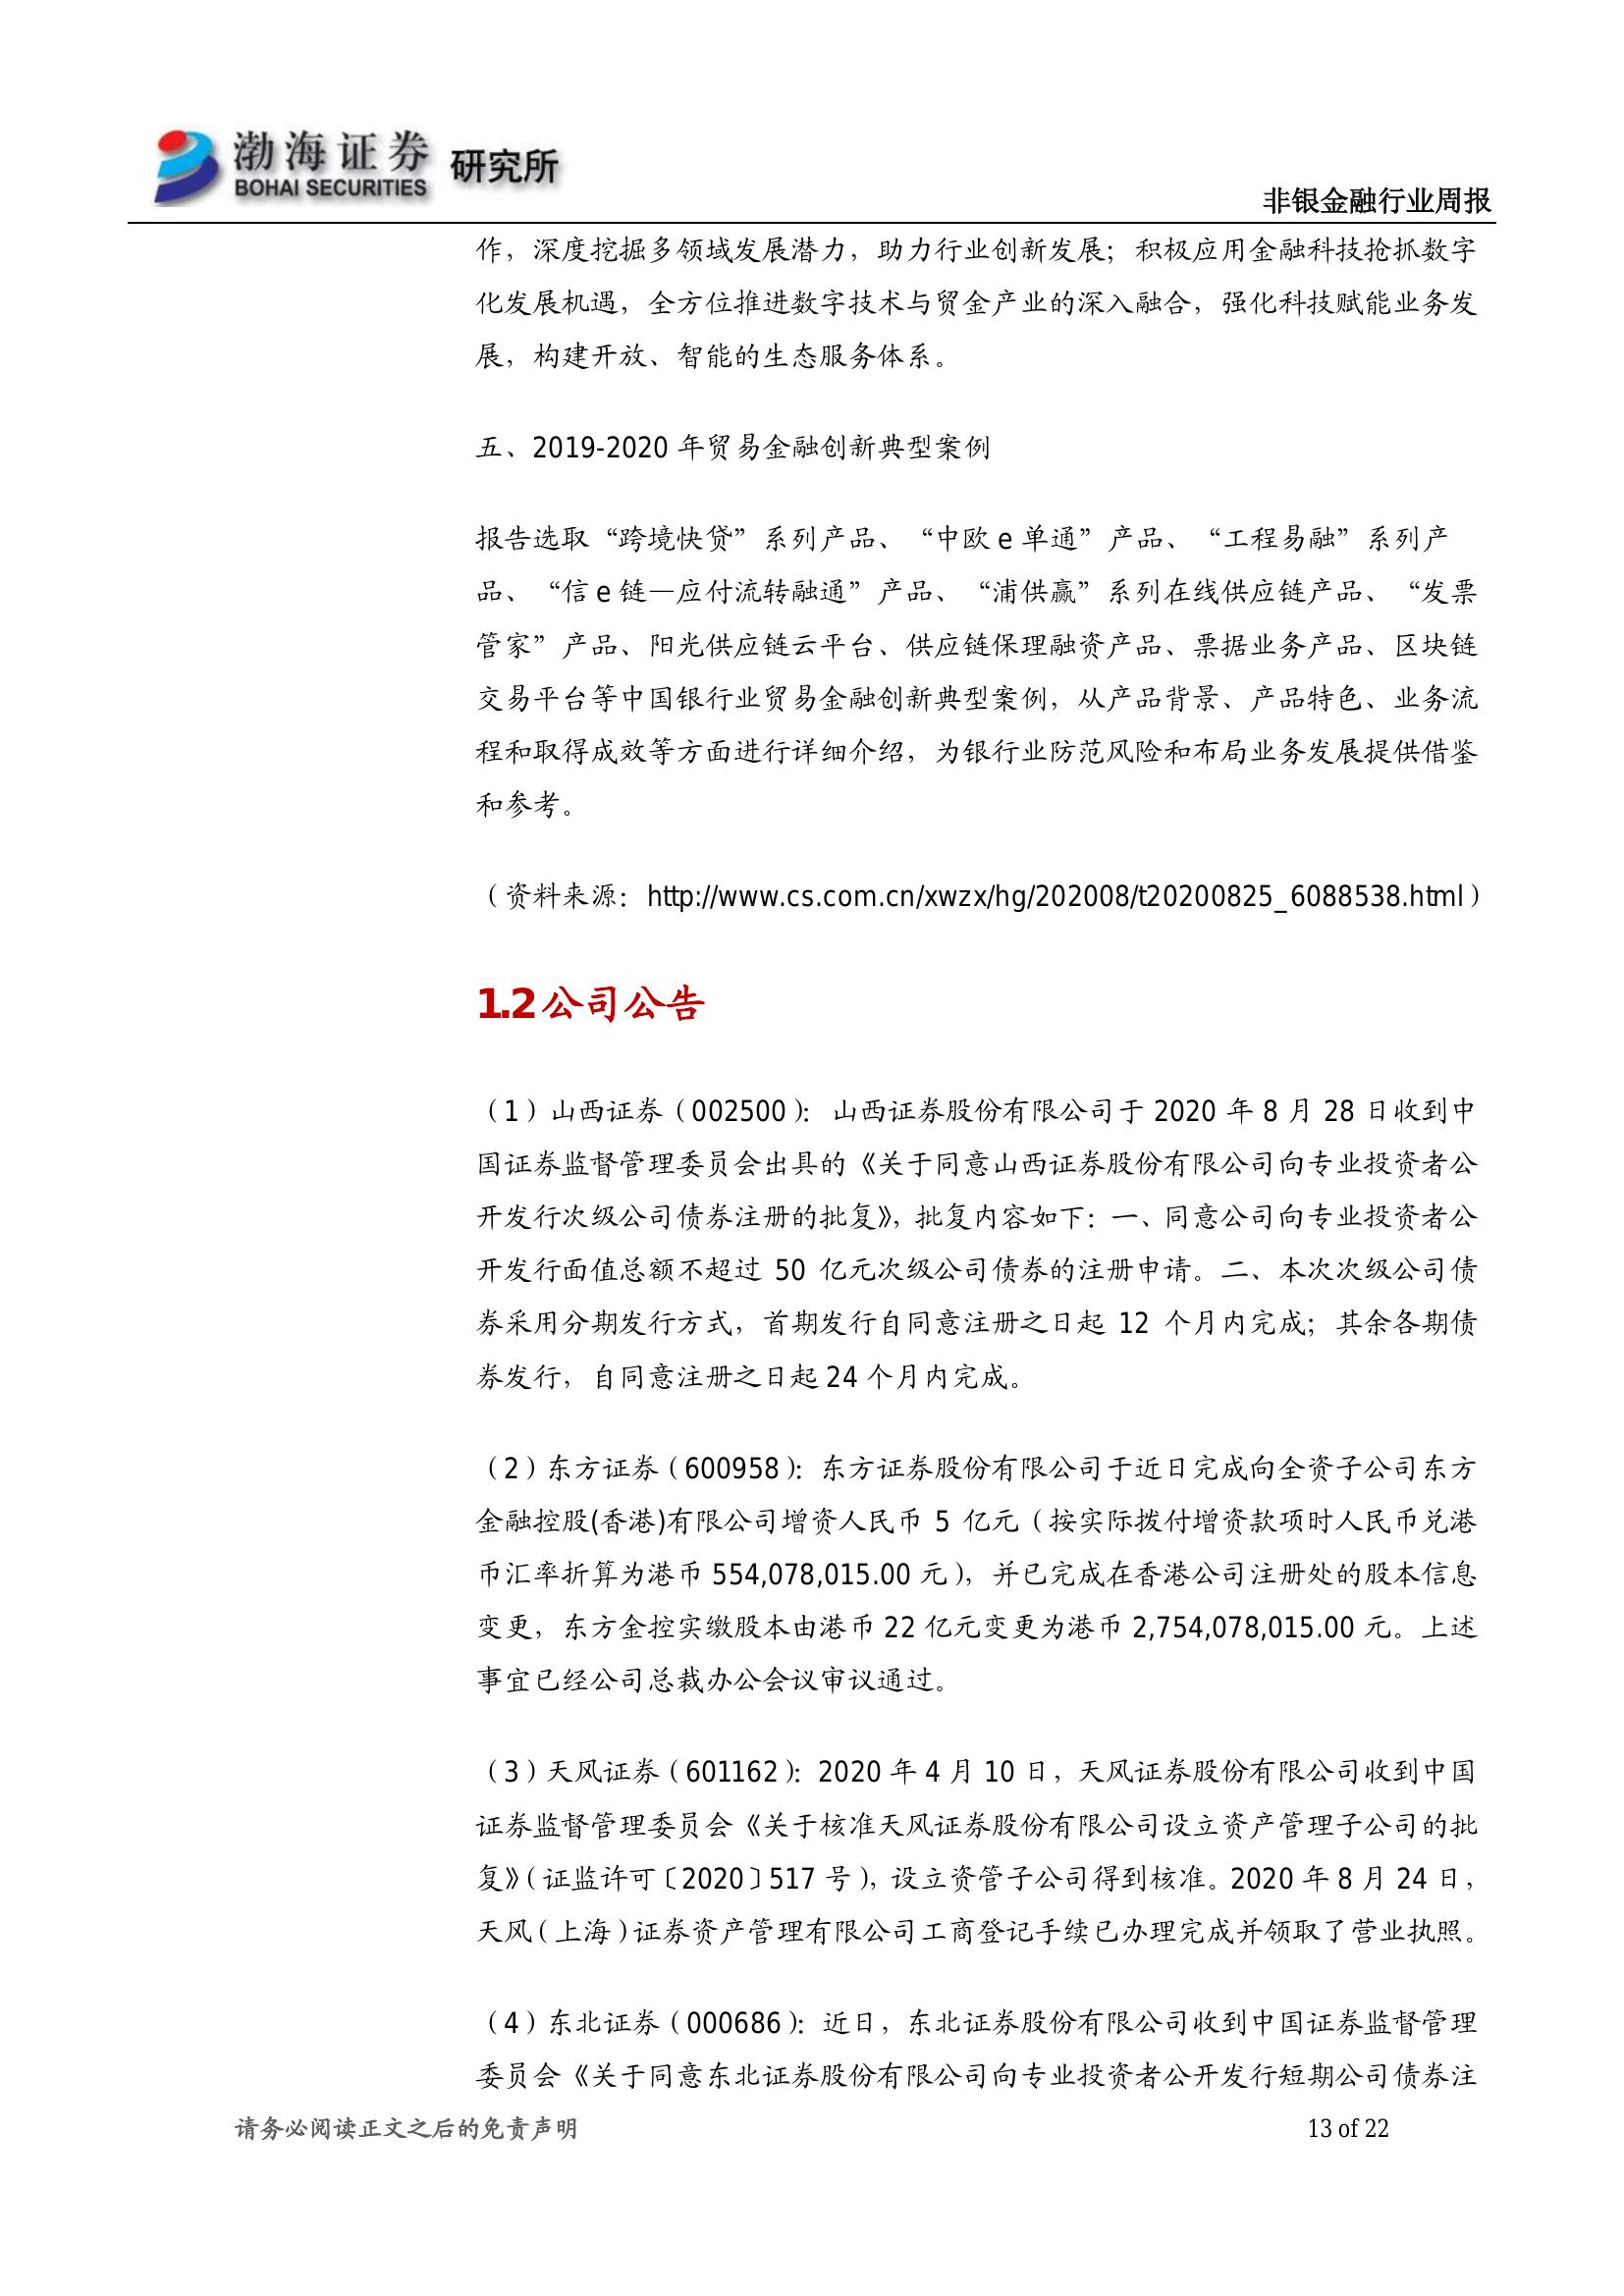 渤海证券 研究所
BOHAI SECURITIES
非银金融行业周报
作，深度挖掘多领域发展潜力，助力行业创新发展；积极应用金融科技抢抓数字
化发展机遇，全方位推进数字技术与贸金产业的深入融合，强化科技赋能业务发
展，构建开放、智能的生态服务体系。
五、2019-2020 年贸易金融创新典型案例
报告选取“跨境快贷”系列产品、“中欧 e 单通”产品、“工程易融”系列产
品、“信 e 链—应付流转融通”产品、“浦供赢”系列在线供应链产品、“发票
管家”产品、阳光供应链云平台、供应链保理融资产品、票据业务产品、区块链
交易平台等中国银行业贸易金融创新典型案例，从产品背景、产品特色、业务流
程和取得成效等方面进行详细介绍，为银行业防范风险和布局业务发展提供借鉴
和参考。
（资料来源：http://www.cs.com.cn/xwzx/hg/202008/t20200825_6088538.html）
1.2 公司公告
（1）山西证券（002500）：山西证券股份有限公司于 2020 年 8 月 28 日收到中
国证券监督管理委员会出具的《关于同意山西证券股份有限公司向专业投资者公
开发行次级公司债券注册的批复》，批复内容如下：一、同意公司向专业投资者公
开发行面值总额不超过 50 亿元次级公司债券的注册申请。二、本次次级公司债
券采用分期发行方式，首期发行自同意注册之日起 12 个月内完成；其余各期债
券发行，自同意注册之日起 24 个月内完成。
（2）东方证券（600958）：东方证券股份有限公司于近日完成向全资子公司东方
金融控股(香港)有限公司增资人民币 5 亿元（按实际拨付增资款项时人民币兑港
币汇率折算为港币 554,078,015.00 元），并已完成在香港公司注册处的股本信息
变更，东方金控实缴股本由港币 22 亿元变更为港币 2,754,078,015.00 元。上述
事宜已经公司总裁办公会议审议通过。
（3）天风证券（601162）：2020 年 4 月 10 日，天风证券股份有限公司收到中国
证券监督管理委员会《关于核准天风证券股份有限公司设立资产管理子公司的批
复》（证监许可〔2020〕517 号），设立资管子公司得到核准。2020 年 8 月 24 日，
天风（上海）证券资产管理有限公司工商登记手续已办理完成并领取了营业执照。
（4）东北证券（000686）：近日，东北证券股份有限公司收到中国证券监督管理
委员会《关于同意东北证券股份有限公司向专业投资者公开发行短期公司债券注
请务必阅读正文之后的免责声明
13 of 22